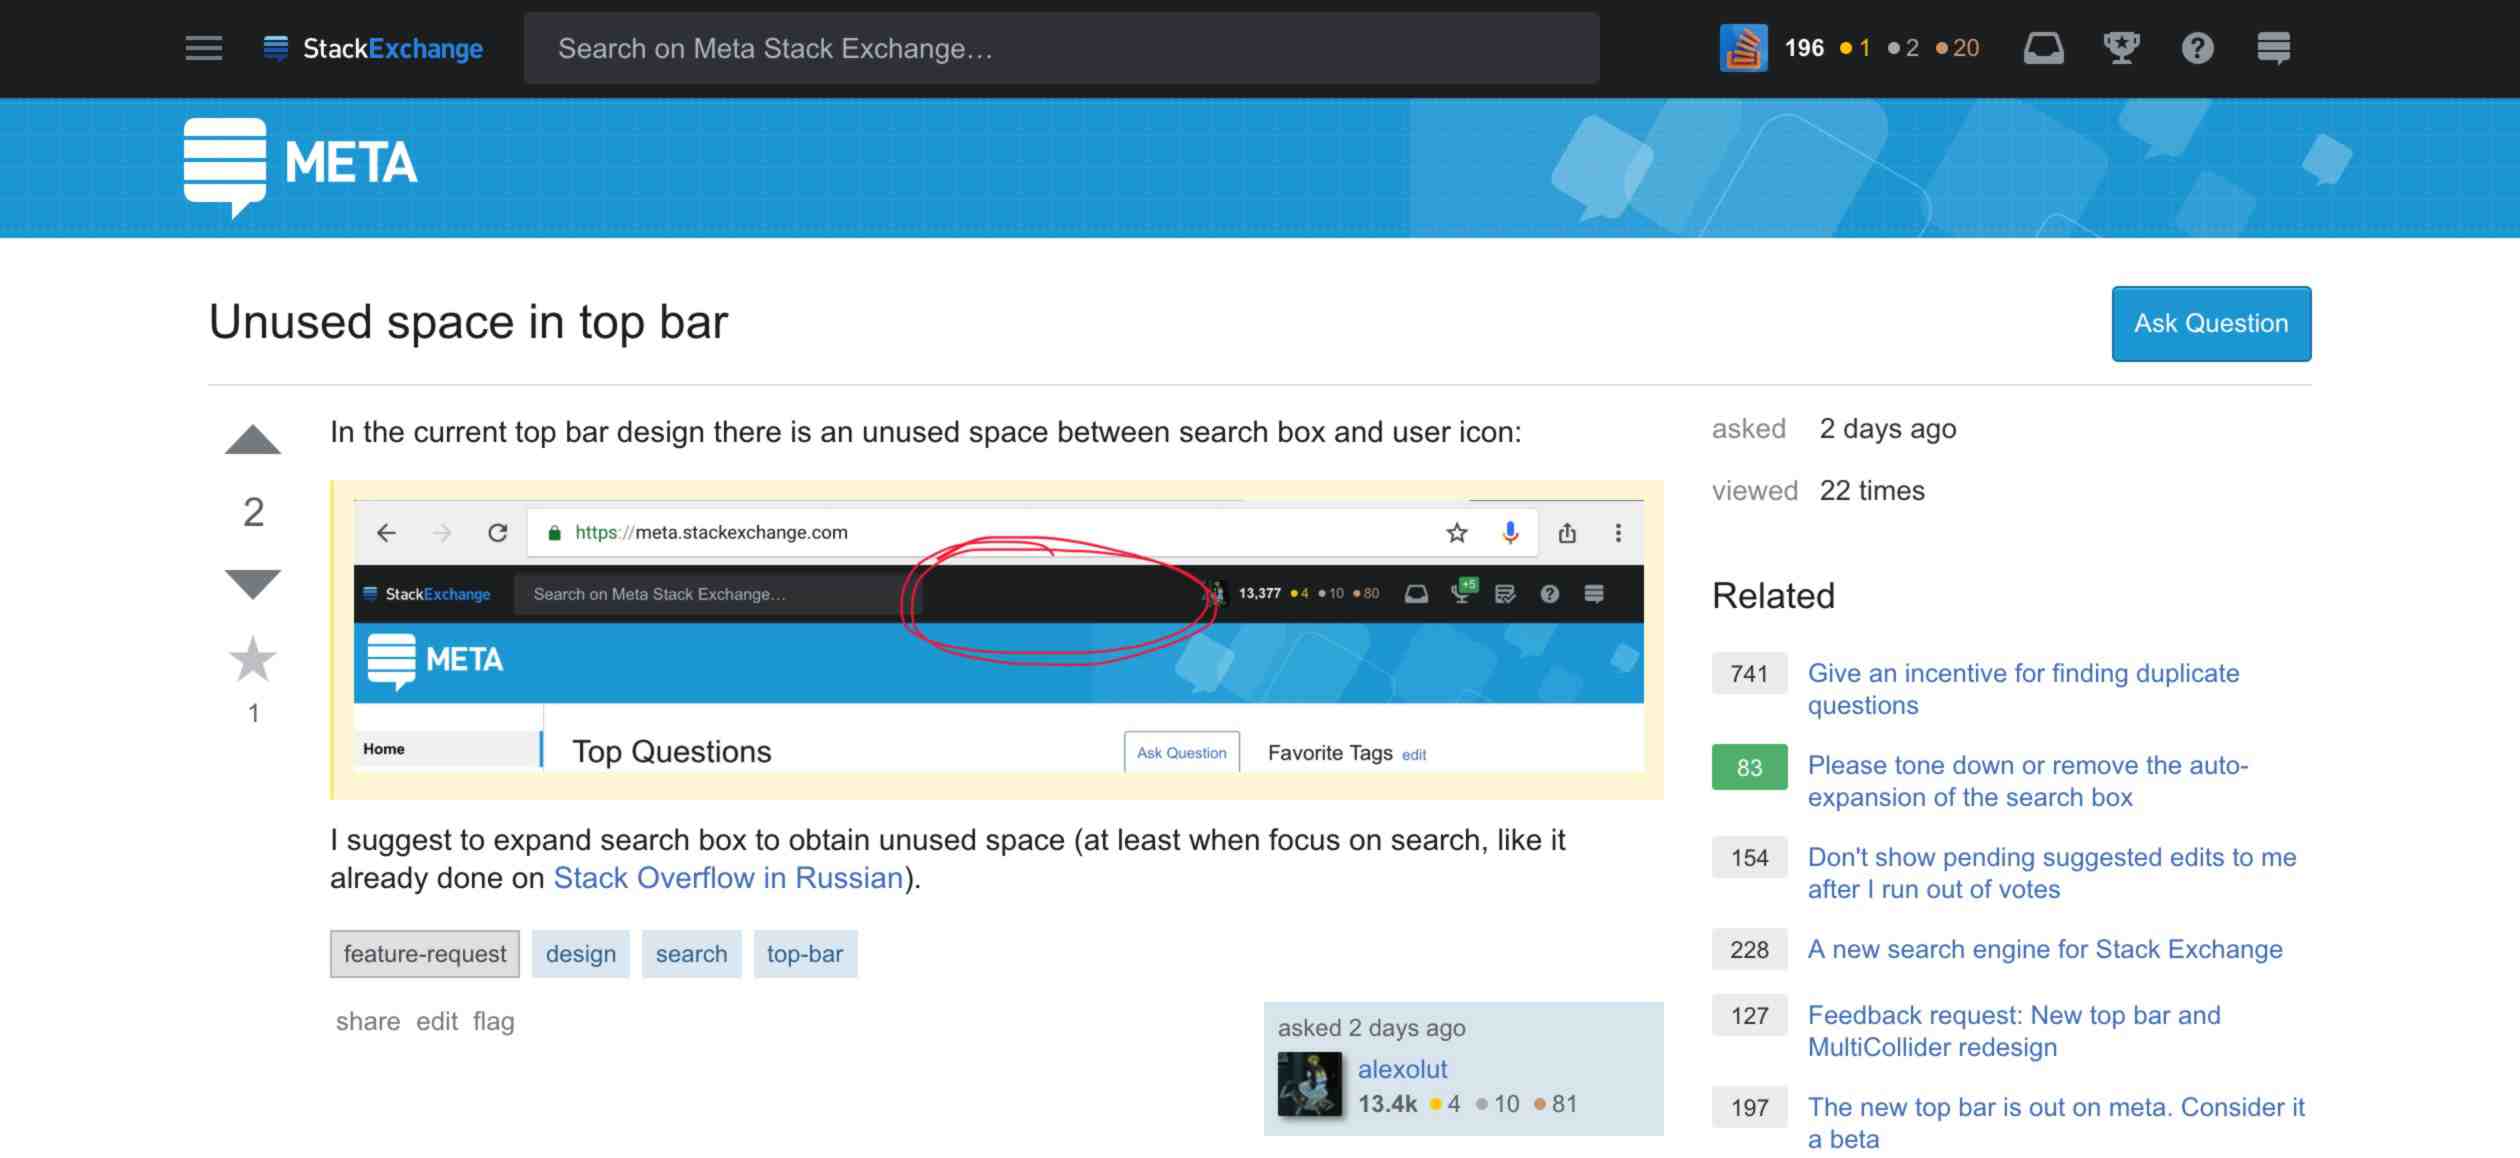 StackExchange
Search on Meta Stack Exchange...
196 1 2 20
META
Unused space in top bar
Ask Question
2
1
In the current top bar design there is an unused space between search box and user icon:
https://meta.stackexchange.com
StackExchange
Search on Meta Stack Exchange...
13,377 4 10 80
+5
META
Home
Top Questions
Ask Question
Favorite Tags edit
I suggest to expand search box to obtain unused space (at least when focus on search, like it
already done on Stack Overflow in Russian).
feature-request design search top-bar
share edit flag
asked 2 days ago
alexolut
13.4k 4 10 81
asked 2 days ago
viewed 22 times
Related
741 Give an incentive for finding duplicate
questions
83 Please tone down or remove the auto-
expansion of the search box
154 Don't show pending suggested edits to me
after I run out of votes
228 A new search engine for Stack Exchange
127 Feedback request: New top bar and
MultiCollider redesign
197 The new top bar is out on meta. Consider it
a beta